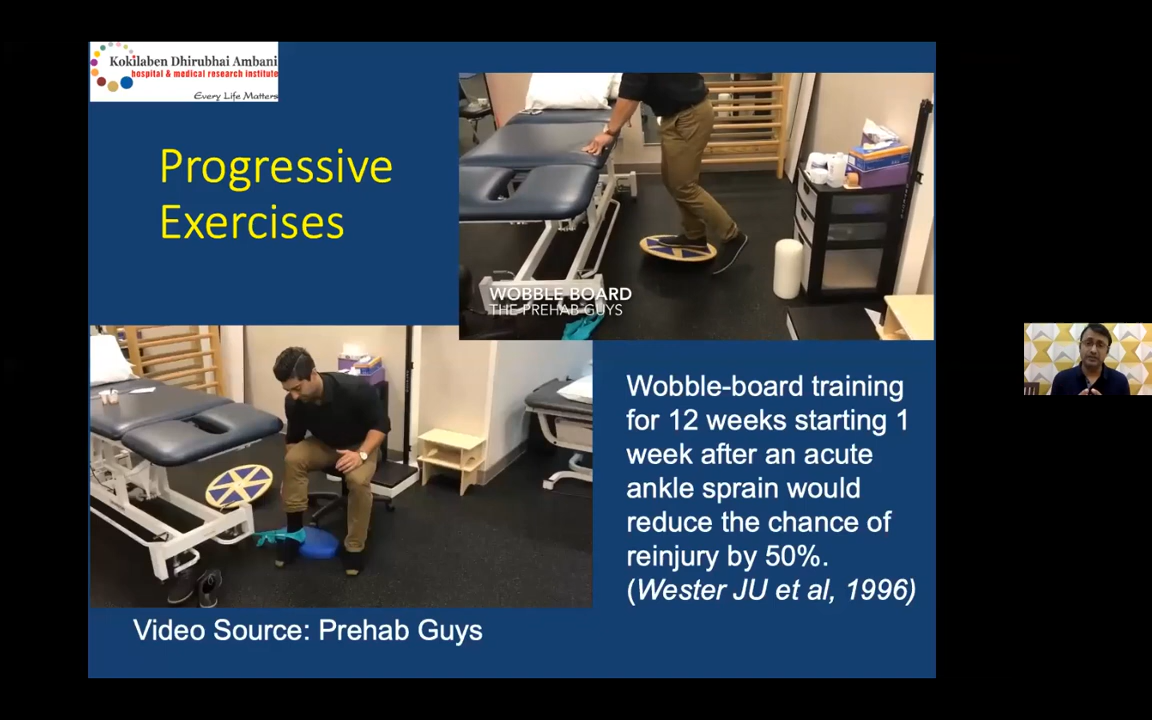 Kokilaben Dhirubhai Ambani
hospital & medical research institute
Every Life Matters
Progressive
Exercises
WOBBLE BOARD
THE PREHAB GUYS
Wobble-board training
for 12 weeks starting 1
week after an acute
ankle sprain would
reduce the chance of
reinjury by 50%.
(Wester JU et al, 1996)
Video Source: Prehab Guys